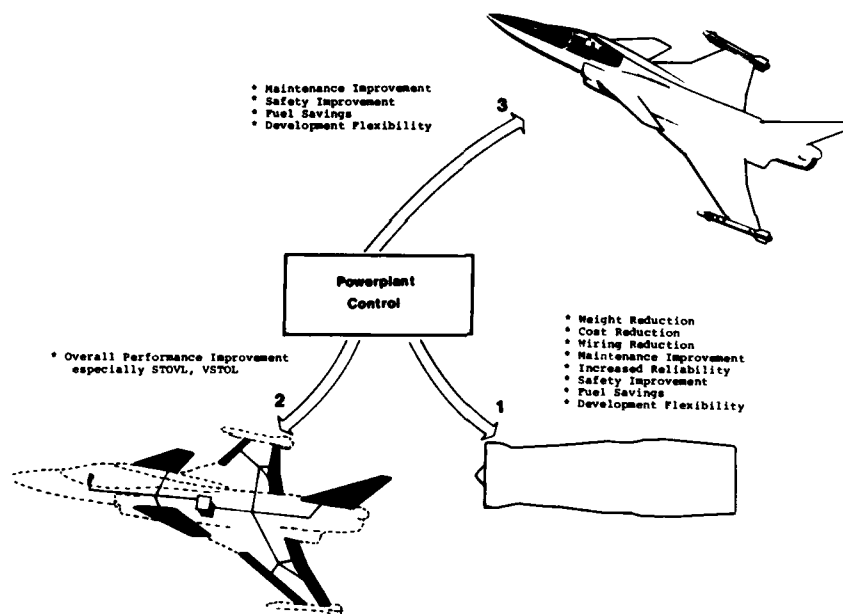 * Maintenance Improvement
* Safety Improvement
* Fuel Savings
* Development Flexibility
3
Powerplant
Control
* Overall Performance Improvement
especially STOVL, VSTOL
2
* Weight Reduction
* Cost Reduction
* Wiring Reduction
* Maintenance Improvement
* Increased Reliability
* Safety Improvement
* Fuel Savings
* Development Flexibility
1